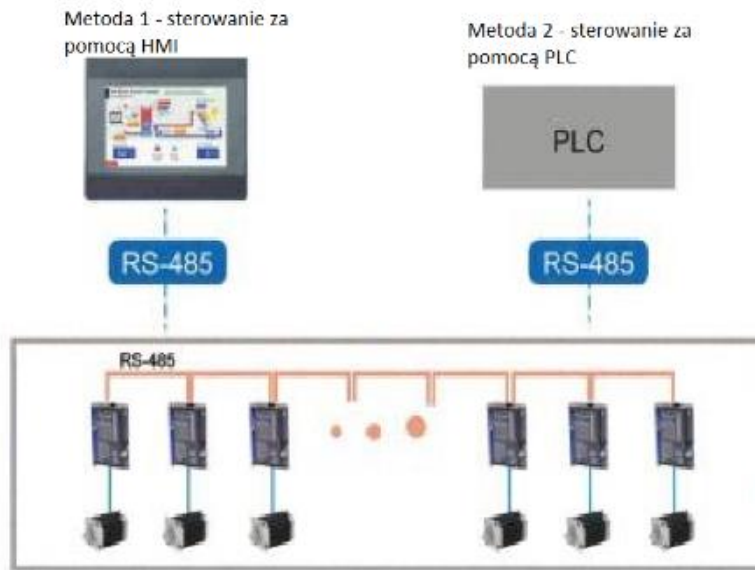 Metoda 1 - sterowanie za
pomocą HMI
Metoda 2 - sterowanie za
pomocą PLC
PLC
RS-485
RS-485
RS-485